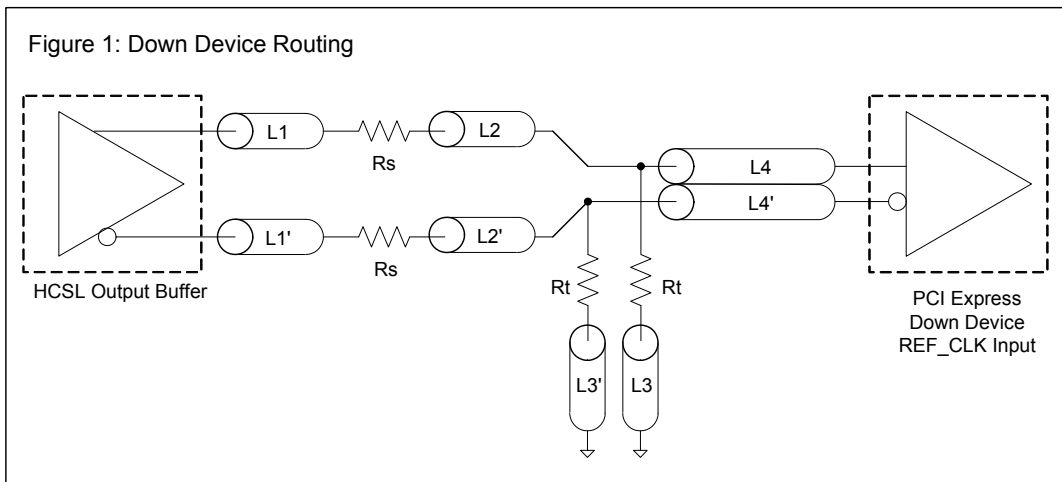 Figure 1: Down Device Routing
L1
Rs
L2
L4
L4'
L1'
Rs
L2'
HCSL Output Buffer
Rt
Rt
L3'
L3
PCI Express
Down Device
REF_CLK Input